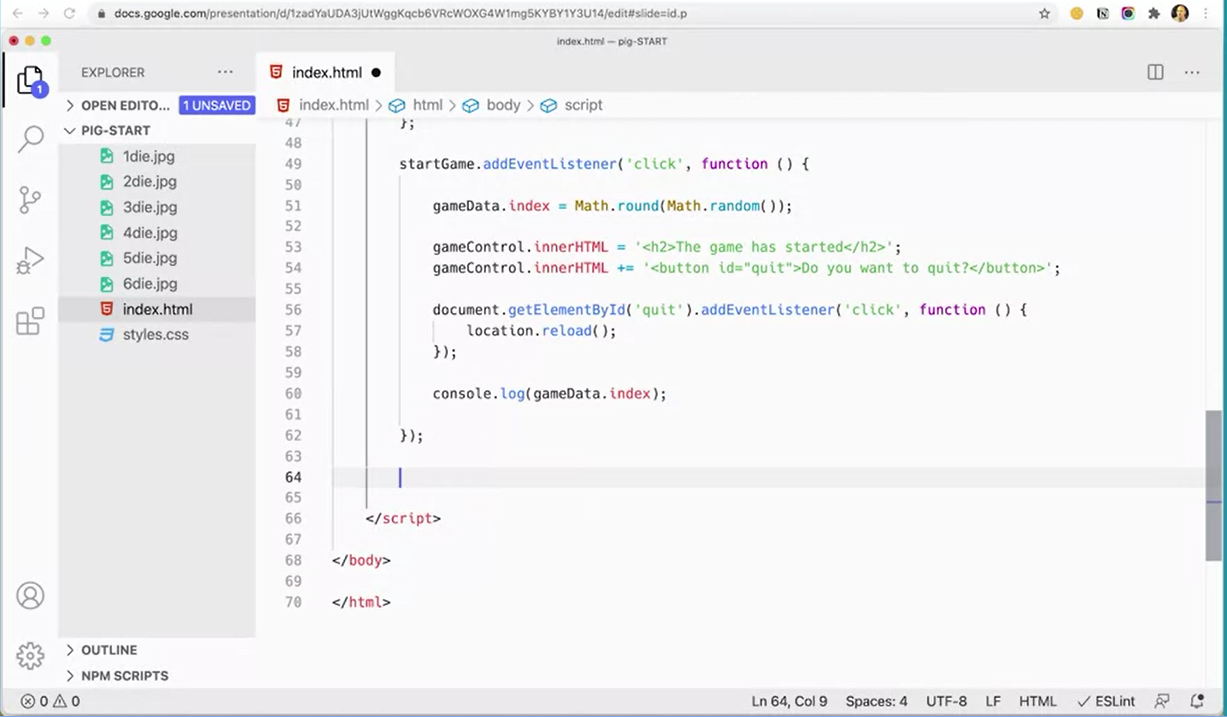 docs.google.com/presentation/d/1zadYaUDA3jUtWggKqcb6VRcWOXG4W1mg5KYBY1Y3U14/edit#slide=id.p
index.html — pig-START
EXPLORER ···
index.html ●
1
> OPEN EDITO... 1 UNSAVED
index.html > html > body > script
PIG-START
1die.jpg
2die.jpg
3die.jpg
4die.jpg
5die.jpg
6die.jpg
index.html
styles.css
47 };
48
49 startGame.addEventListener('click', function () {
50
51 gameData.index = Math.round(Math.random());
52
53 gameControl.innerHTML = '<h2>The game has started</h2>';
54 gameControl.innerHTML += '<button id="quit">Do you want to quit?</button>';
55
56 document.getElementById('quit').addEventListener('click', function () {
57 location.reload();
58 });
59
60 console.log(gameData.index);
61
62 });
63
64
65
66 </script>
67
68 </body>
69
70 </html>
> OUTLINE
> NPM SCRIPTS
0 0 Ln 64, Col 9 Spaces: 4 UTF-8 LF HTML ✓ ESLint